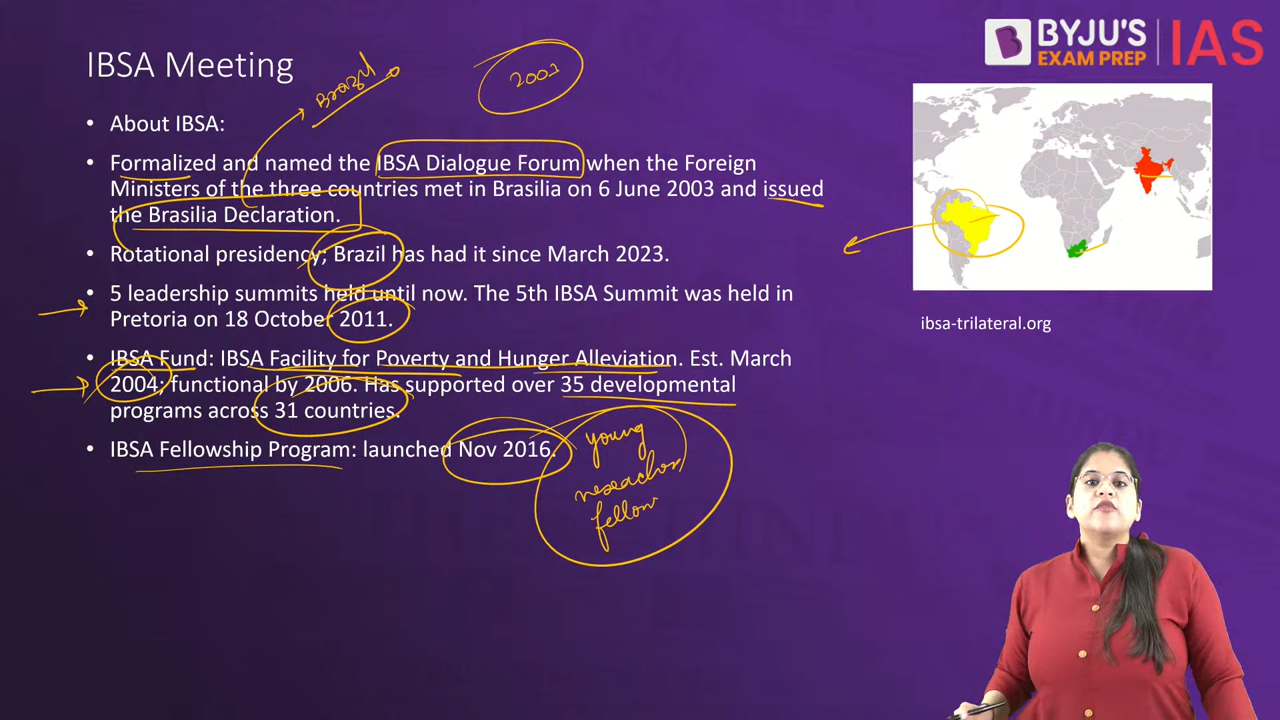 IBSA Meeting
BYJU'S
EXAM PREP
IAS
Brazil
2003
• About IBSA:
• Formalized and named the IBSA Dialogue Forum when the Foreign
Ministers of the three countries met in Brasilia on 6 June 2003 and issued
the Brasilia Declaration.
• Rotational presidency; Brazil has had it since March 2023.
• 5 leadership summits held until now. The 5th IBSA Summit was held in
Pretoria on 18 October 2011.
• IBSA Fund: IBSA Facility for Poverty and Hunger Alleviation. Est. March
2004; functional by 2006. Has supported over 35 developmental
programs across 31 countries.
• IBSA Fellowship Program: launched Nov 2016.
young
fellow
ibsa-trilateral.org